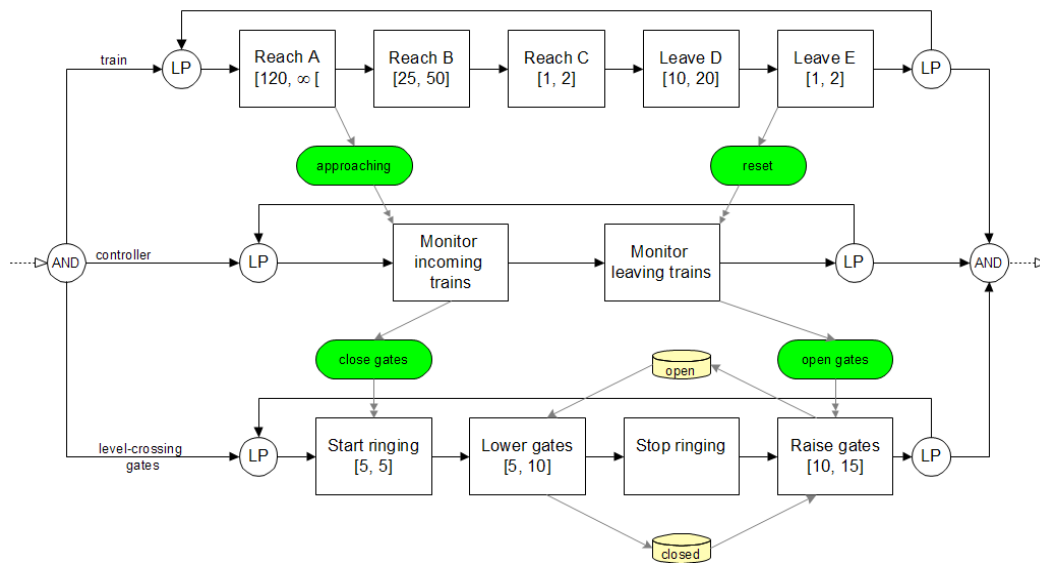 train
LP
Reach A
[120, ∞ [
Reach B
[25, 50]
Reach C
[1, 2]
Leave D
[10, 20]
Leave E
[1, 2]
LP
approaching
reset
AND
controller
LP
Monitor
incoming
trains
Monitor
leaving trains
LP
AND
close gates
open
open gates
level-crossing
gates
LP
Start ringing
[5, 5]
Lower gates
[5, 10]
Stop ringing
Raise gates
[10, 15]
LP
closed